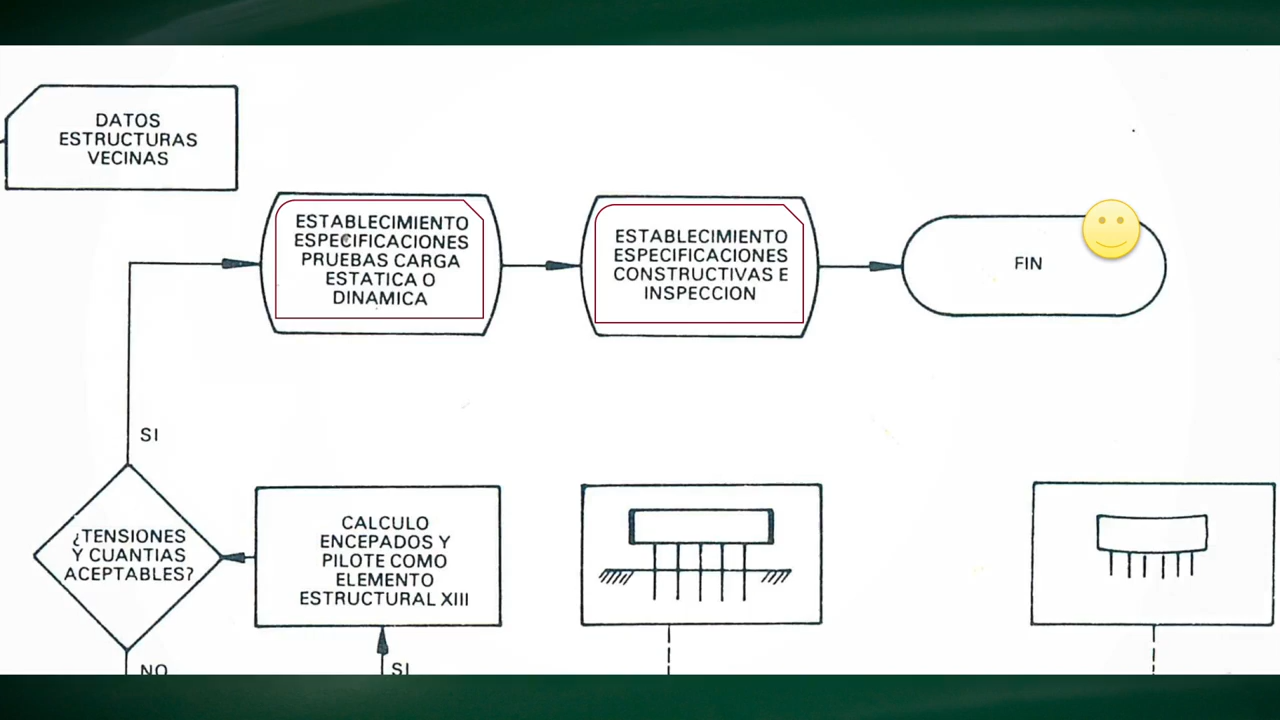 DATOS
ESTRUCTURAS
VECINAS
ESTABLECIMIENTO
ESPECIFICACIONES
PRUEBAS CARGA
ESTATICA O
DINAMICA
ESTABLECIMIENTO
ESPECIFICACIONES
CONSTRUCTIVAS E
INSPECCION
FIN
SI
¿TENSIONES
Y CUANTIAS
ACEPTABLES?
CALCULO
ENCEPADOS Y
PILOTE COMO
ELEMENTO
ESTRUCTURAL XIII
NO
SI